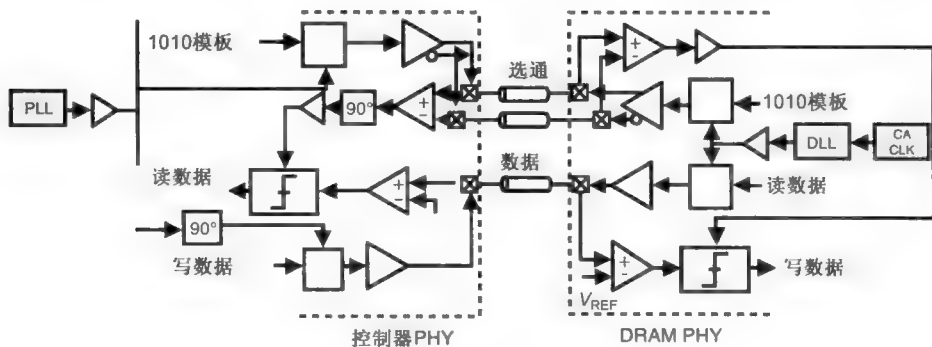 1010模板
PLL
90°
选通
1010模板
DLL
CA
CLK
数据
读数据
读数据
90°
写数据
写数据
VREF
控制器PHY
DRAM PHY